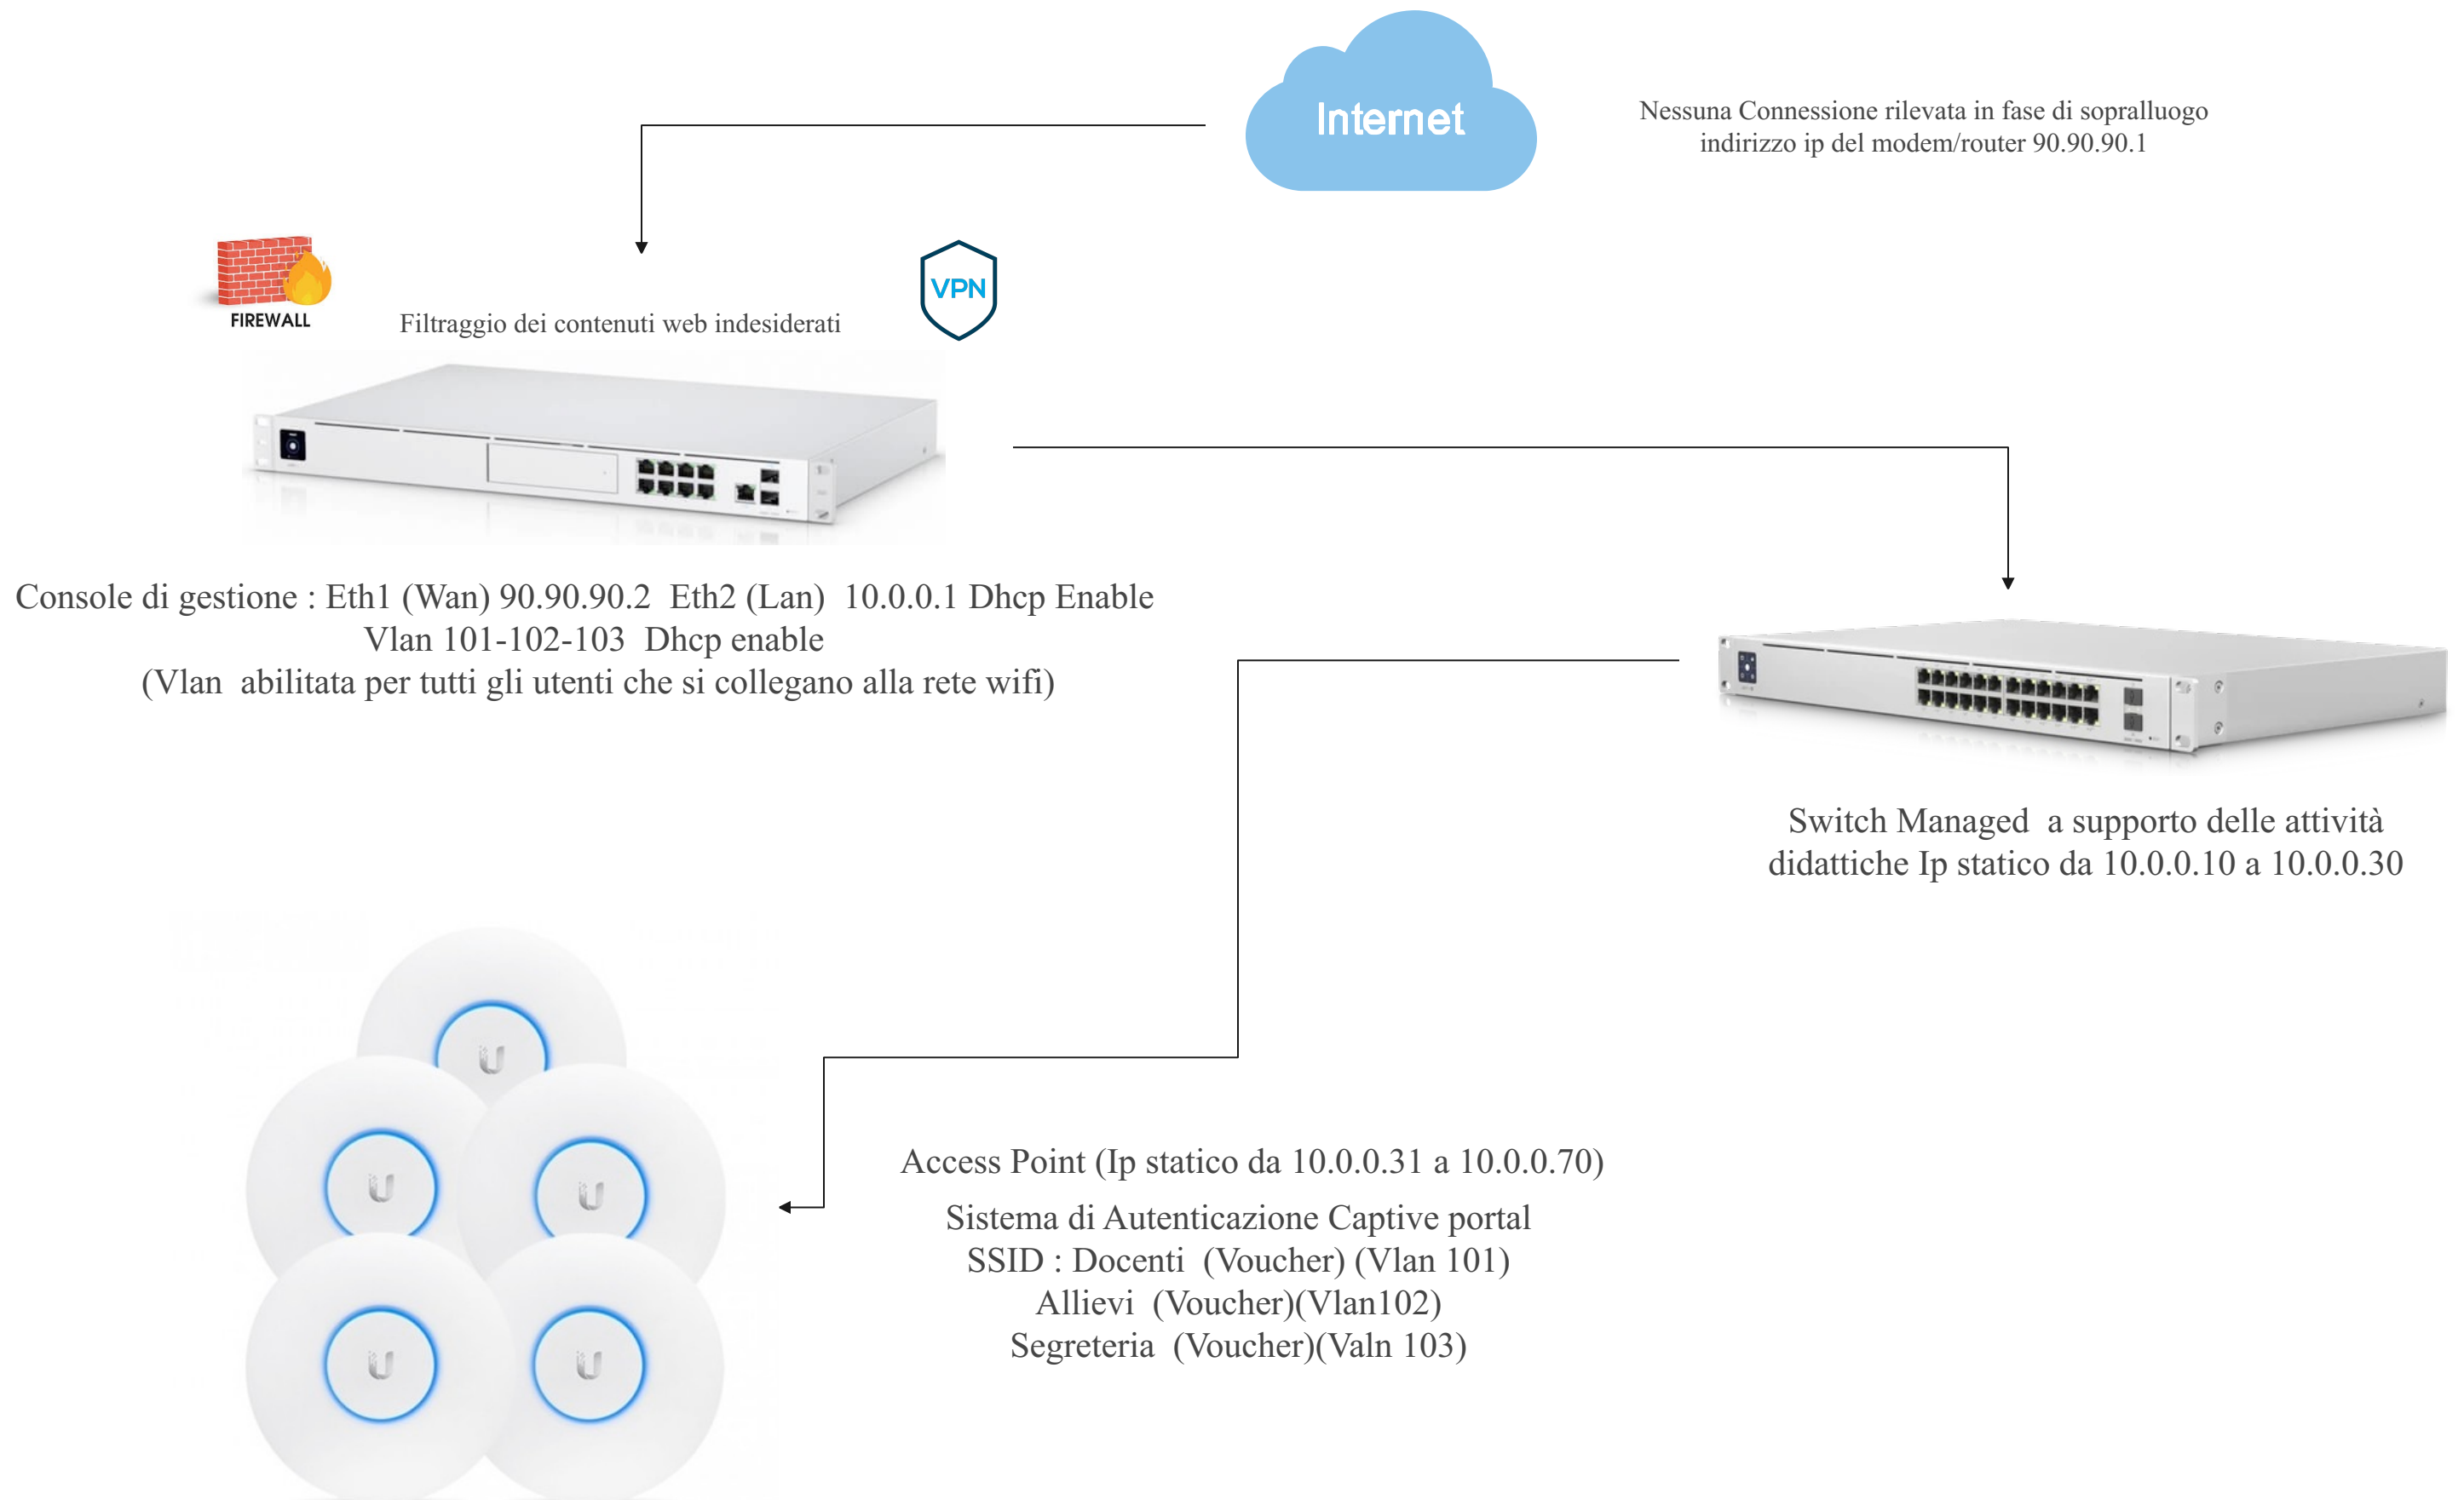 Internet
Nessuna Connessione rilevata in fase di sopralluogo
indirizzo ip del modem/router 90.90.90.1
FIREWALL
Filtraggio dei contenuti web indesiderati
VPN
Console di gestione : Eth1 (Wan) 90.90.90.2 Eth2 (Lan) 10.0.0.1 Dhcp Enable
Vlan 101-102-103 Dhcp enable
(Vlan abilitata per tutti gli utenti che si collegano alla rete wifi)
Switch Managed a supporto delle attività
didattiche Ip statico da 10.0.0.10 a 10.0.0.30
Access Point (Ip statico da 10.0.0.31 a 10.0.0.70)
Sistema di Autenticazione Captive portal
SSID : Docenti (Voucher) (Vlan 101)
Allievi (Voucher)(Vlan102)
Segreteria (Voucher)(Valn 103)